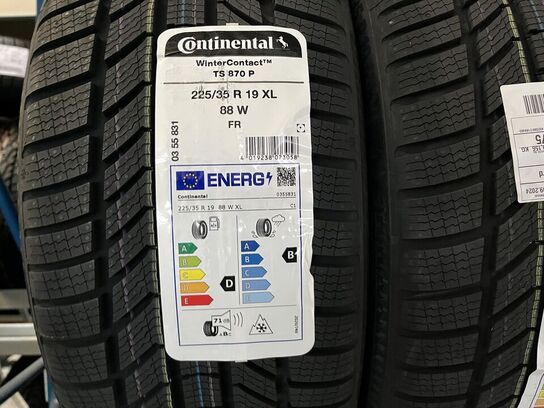 Continental
WinterContact™
TS 870 P
225/35 R 19 XL
88 W
FR
03 55 831
4 019238 073058
ENERG
Continental
0355831
225/35 R 19 88 W XL
C1
A
B
C
D
E
D
A
B
C
D
E
B
71 dB